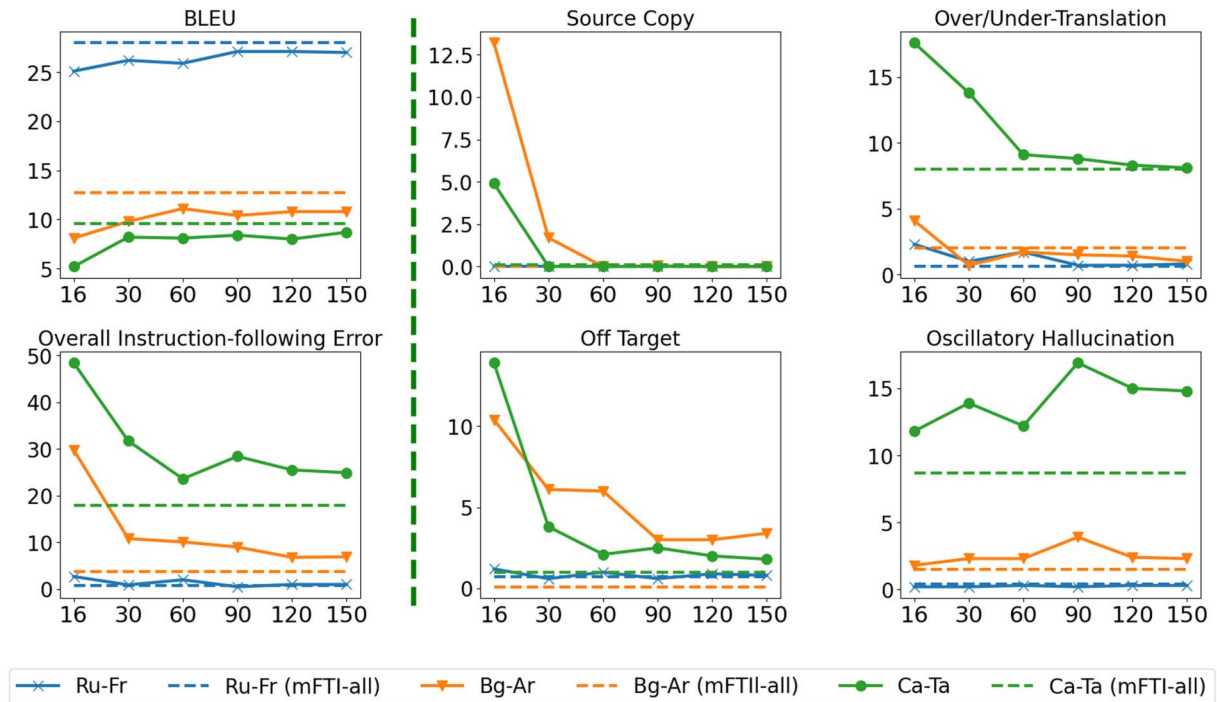 BLEU
25
20
15
10
5
16 30 60 90 120 150
Source Copy
12.5
10.0
7.5
5.0
2.5
0.0
16 30 60 90 120 150
Over/Under-Translation
15
10
5
0
16 30 60 90 120 150
Overall Instruction-following Error
50
40
30
20
10
0
16 30 60 90 120 150
Off Target
10
5
0
16 30 60 90 120 150
Oscillatory Hallucination
15
10
5
0
16 30 60 90 120 150
Ru-Fr Ru-Fr (mFTI-all) Bg-Ar Bg-Ar (mFTII-all) Ca-Ta Ca-Ta (mFTI-all)